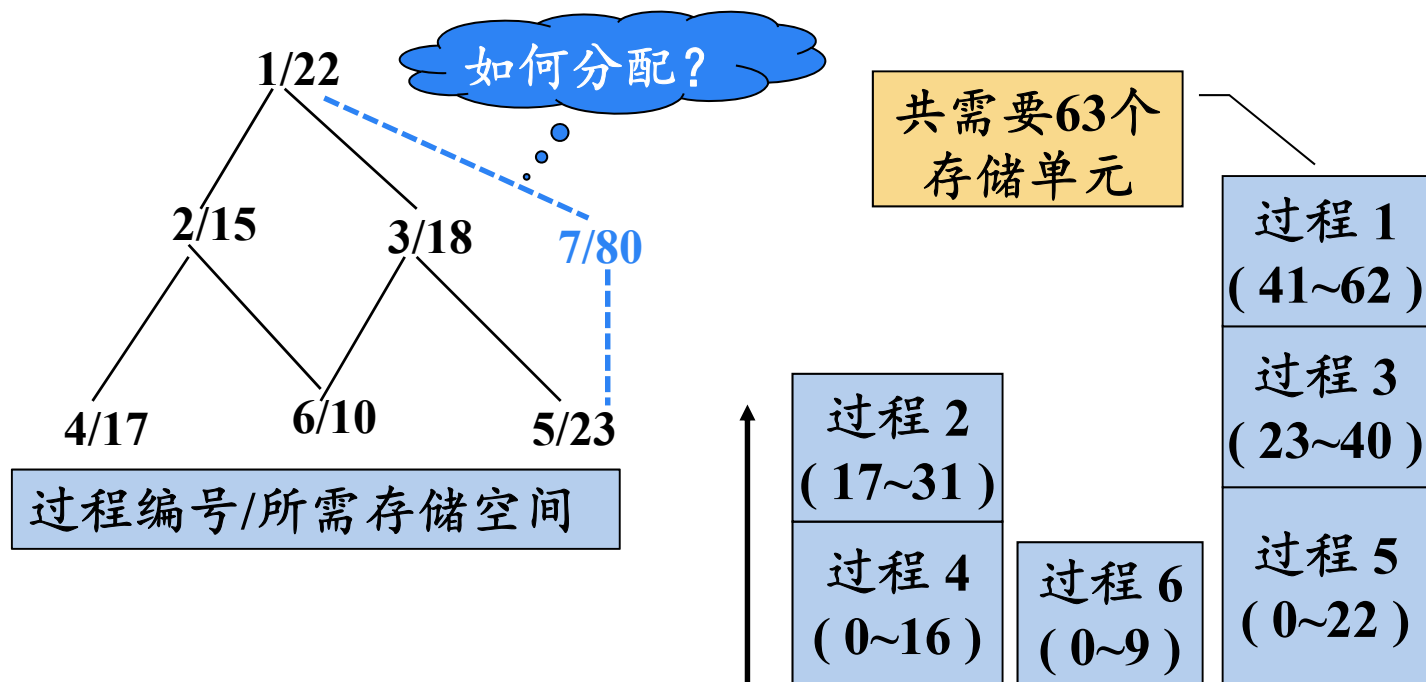 如何分配?
1/22
2/15
3/18
7/80
4/17
6/10
5/23
过程编号/所需存储空间
共需要63个
存储单元
过程 1
( 41~62 )
过程 3
( 23~40 )
过程 5
( 0~22 )
过程 2
( 17~31 )
过程 4
( 0~16 )
过程 6
( 0~9 )